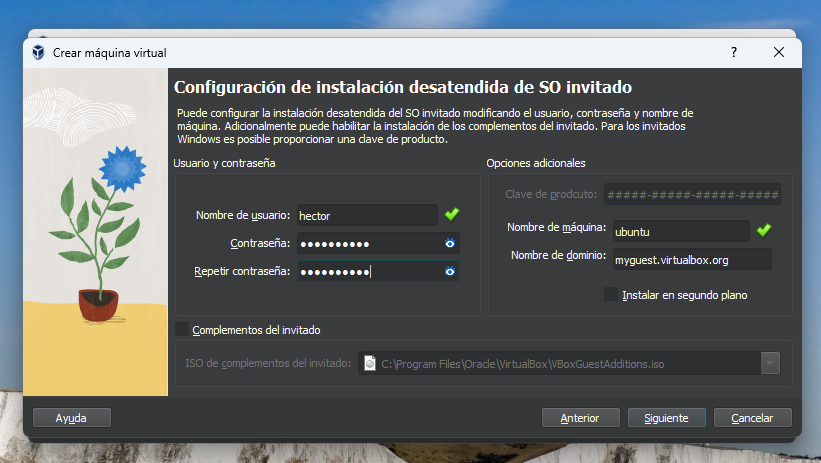 Crear máquina virtual
?
Configuración de instalación desatendida de SO invitado
Puede configurar la instalación desatendida del SO invitado modificando el usuario, contraseña y nombre de
máquina. Adicionalmente puede habilitar la instalación de los complementos del invitado. Para los invitados
Windows es posible proporcionar una clave de producto.
Usuario y contraseña
Nombre de usuario: hector
Contraseña: ●●●●●●●●●●
Repetir contraseña: ●●●●●●●●●●
Opciones adicionales
Clave de prodcuto: #####-#####-#####-#####
Nombre de máquina: ubuntu
Nombre de dominio: myguest.virtualbox.org
Instalar en segundo plano
Complementos del invitado
ISO de complementos del invitado: C:\Program Files\Oracle\VirtualBox\VBoxGuestAdditions.iso
Ayuda
Anterior
Siguiente
Cancelar